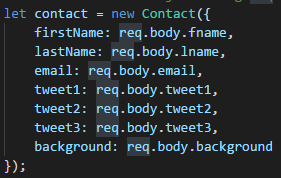 let contact = new Contact({
firstName: req.body.fname,
lastName: req.body.lname,
email: req.body.email,
tweet1: req.body.tweet1,
tweet2: req.body.tweet2,
tweet3: req.body.tweet3,
background: req.body.background
});